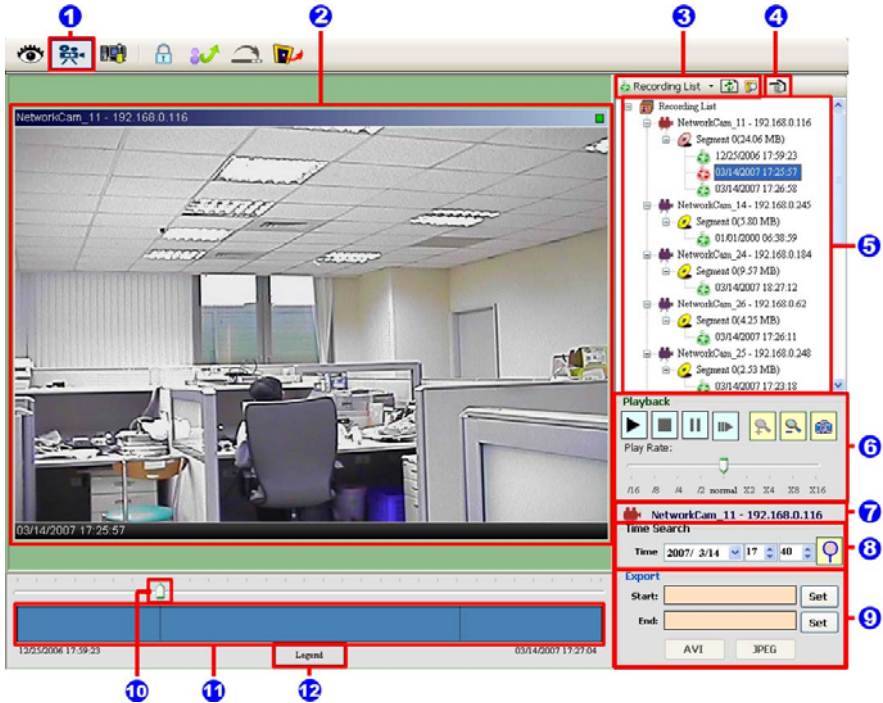 1
2
3
4
Recording List
Recording List
NetworkCam_11 - 192.168.0.116
Segment 0(24.06 MB)
12/25/2006 17:59:23
03/14/2007 17:25:57
03/14/2007 17:26:58
NetworkCam_14 - 192.168.0.245
Segment 0(5.80 MB)
01/01/2000 06:38:59
NetworkCam_24 - 192.168.0.184
Segment 0(9.57 MB)
03/14/2007 18:27:12
NetworkCam_26 - 192.168.0.62
Segment 0(4.25 MB)
03/14/2007 17:26:11
NetworkCam_25 - 192.168.0.248
Segment 0(2.53 MB)
03/14/2007 17:23:18
5
NetworkCam_11 - 192.168.0.116
03/14/2007 17:25:57
Playback
Play Rate:
/16 /8 /4 /2 normal X2 X4 X8 X16
6
NetworkCam_11 - 192.168.0.116
7
Time Search
Time 2007/ 3/14 17 40
8
Export
Start: Set
End: Set
AVI JPEG
9
12/25/2006 17:59:23
Legend
03/14/2007 17:27:04
10
11
12